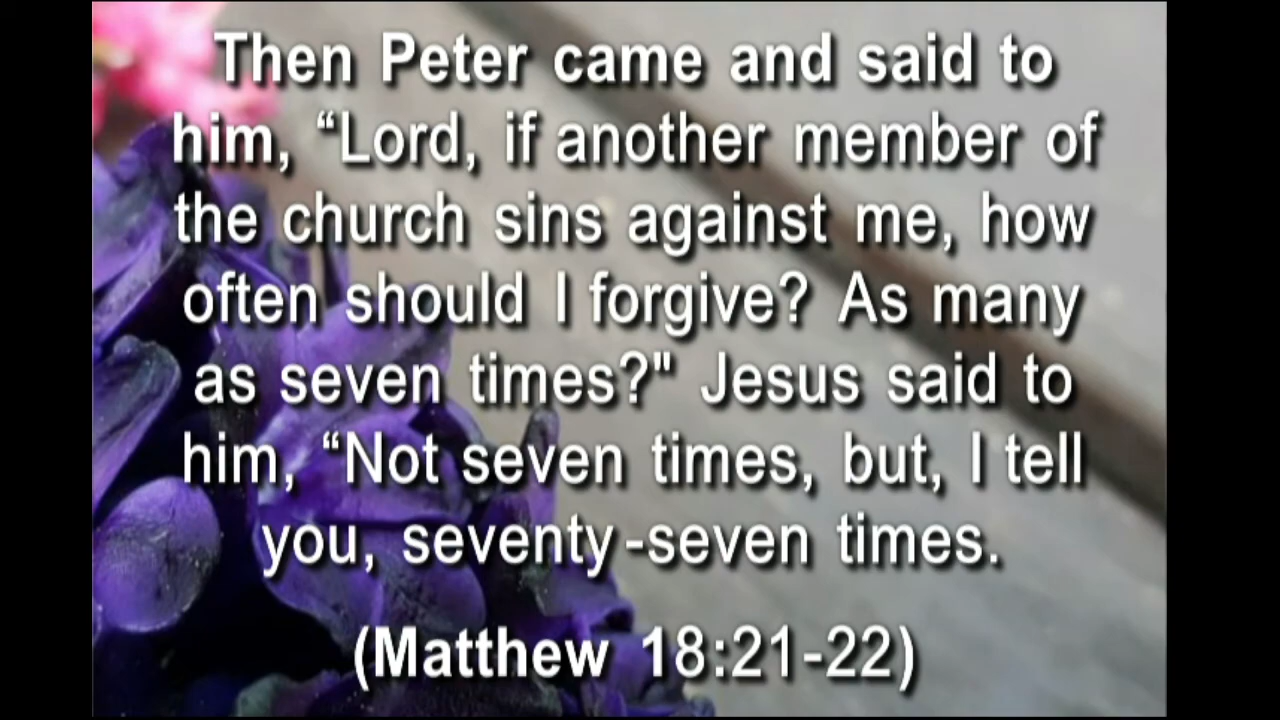 Then Peter came and said to
him, “Lord, if another member of
the church sins against me, how
often should I forgive? As many
as seven times?" Jesus said to
him, “Not seven times, but, I tell
you, seventy-seven times.
(Matthew 18:21-22)